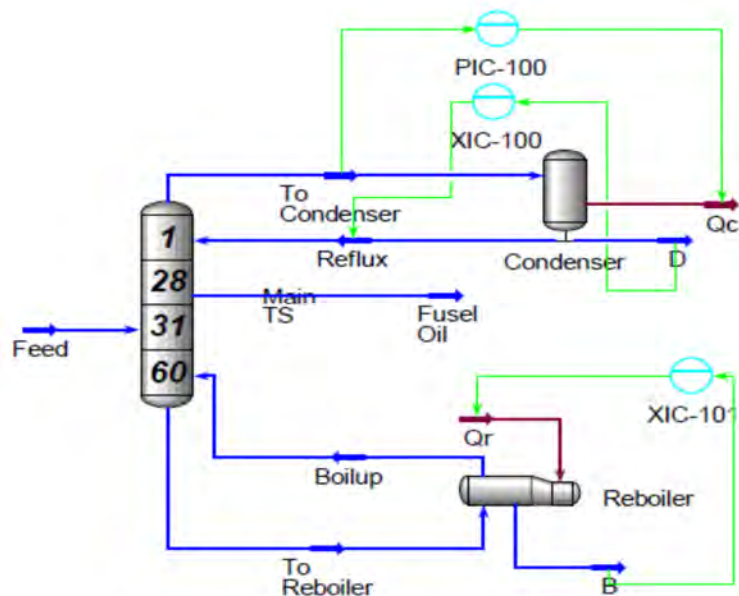 PIC-100
XIC-100
To
Condenser
Qc
1
Reflux
Condenser
D
28
Main
TS
Fusel
Oil
31
Feed
60
XIC-101
Qr
Boilup
Reboiler
To
Reboiler
B